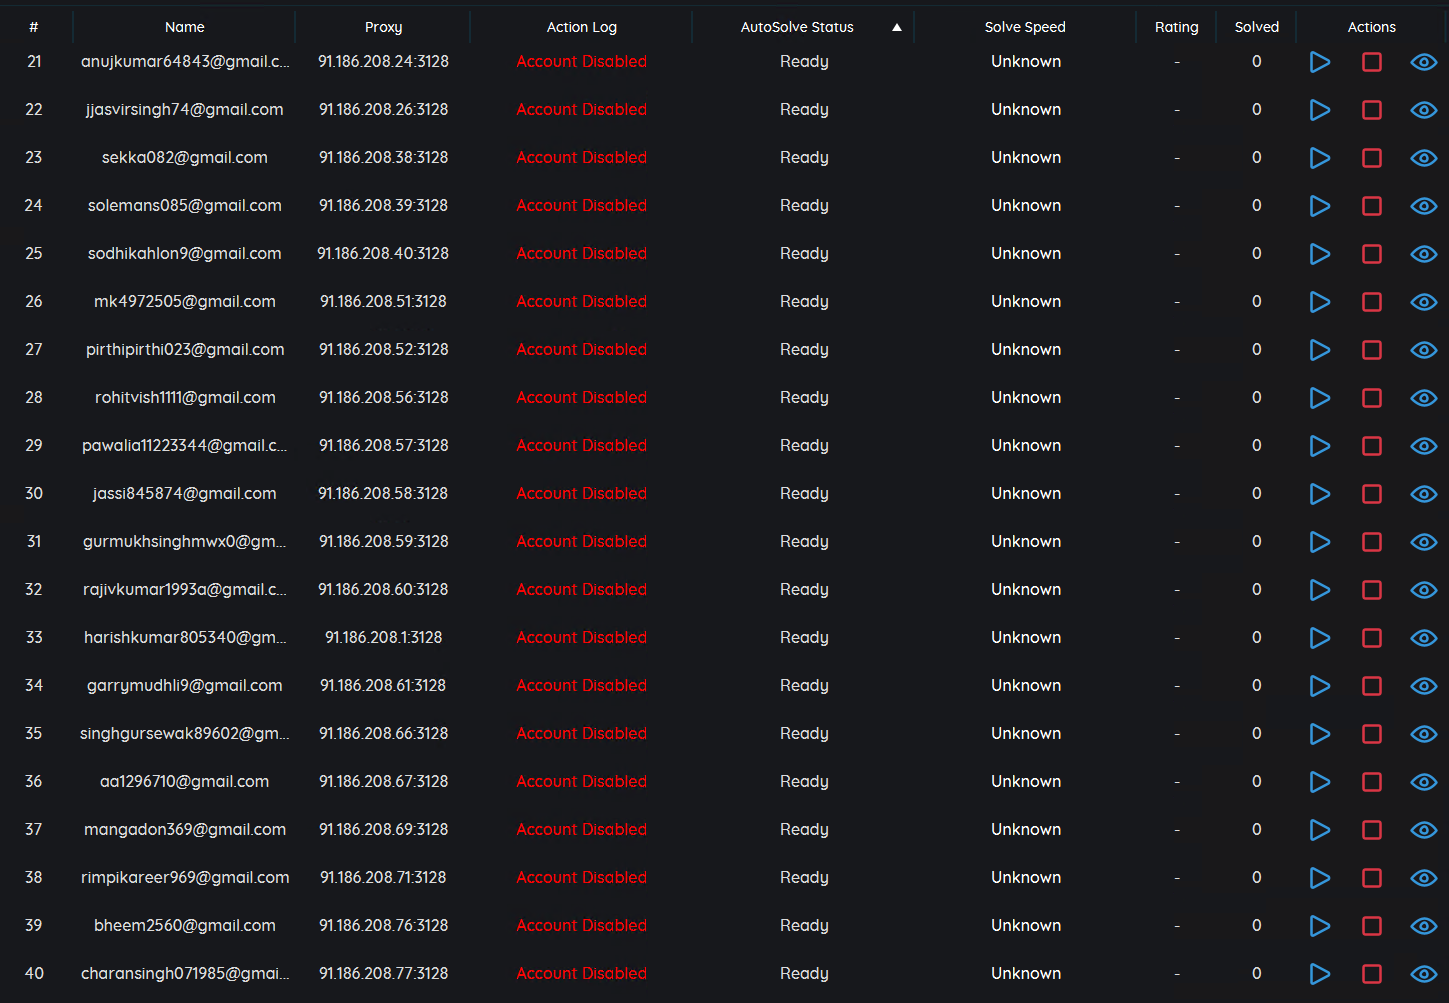 # Name Proxy Action Log AutoSolve Status ▲ Solve Speed Rating Solved Actions
21 anujkumar64843@gmail.c... 91.186.208.24:3128 Account Disabled Ready Unknown - 0
22 jjasvirsingh74@gmail.com 91.186.208.26:3128 Account Disabled Ready Unknown - 0
23 sekka082@gmail.com 91.186.208.38:3128 Account Disabled Ready Unknown - 0
24 solemans085@gmail.com 91.186.208.39:3128 Account Disabled Ready Unknown - 0
25 sodhikahlon9@gmail.com 91.186.208.40:3128 Account Disabled Ready Unknown - 0
26 mk4972505@gmail.com 91.186.208.51:3128 Account Disabled Ready Unknown - 0
27 pirthipirthi023@gmail.com 91.186.208.52:3128 Account Disabled Ready Unknown - 0
28 rohitvish1111@gmail.com 91.186.208.56:3128 Account Disabled Ready Unknown - 0
29 pawalia11223344@gmail.c... 91.186.208.57:3128 Account Disabled Ready Unknown - 0
30 jassi845874@gmail.com 91.186.208.58:3128 Account Disabled Ready Unknown - 0
31 gurmukhsinghmwx0@gm... 91.186.208.59:3128 Account Disabled Ready Unknown - 0
32 rajivkumar1993a@gmail.c... 91.186.208.60:3128 Account Disabled Ready Unknown - 0
33 harishkumar805340@gm... 91.186.208.1:3128 Account Disabled Ready Unknown - 0
34 garrymudhli9@gmail.com 91.186.208.61:3128 Account Disabled Ready Unknown - 0
35 singhgursewak89602@gm... 91.186.208.66:3128 Account Disabled Ready Unknown - 0
36 aa1296710@gmail.com 91.186.208.67:3128 Account Disabled Ready Unknown - 0
37 mangadon369@gmail.com 91.186.208.69:3128 Account Disabled Ready Unknown - 0
38 rimpikareer969@gmail.com 91.186.208.71:3128 Account Disabled Ready Unknown - 0
39 bheem2560@gmail.com 91.186.208.76:3128 Account Disabled Ready Unknown - 0
40 charansingh071985@gmai... 91.186.208.77:3128 Account Disabled Ready Unknown - 0